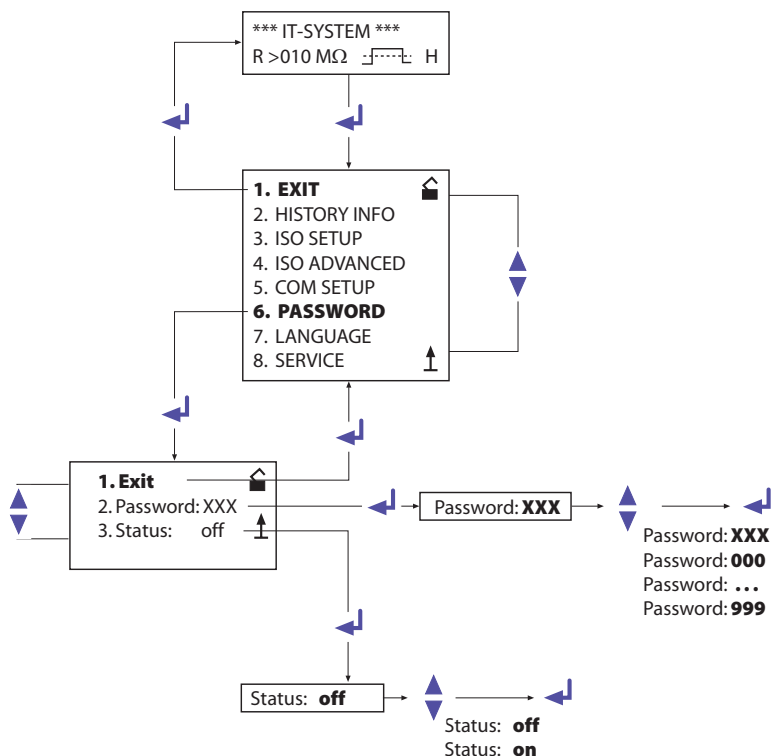 *** IT-SYSTEM ***
R >010 MΩ H
1. EXIT
2. HISTORY INFO
3. ISO SETUP
4. ISO ADVANCED
5. COM SETUP
6. PASSWORD
7. LANGUAGE
8. SERVICE
1. Exit
2. Password: XXX
3. Status: off
Password: XXX
Password: XXX
Password: 000
Password: ...
Password: 999
Status: off
Status: off
Status: on